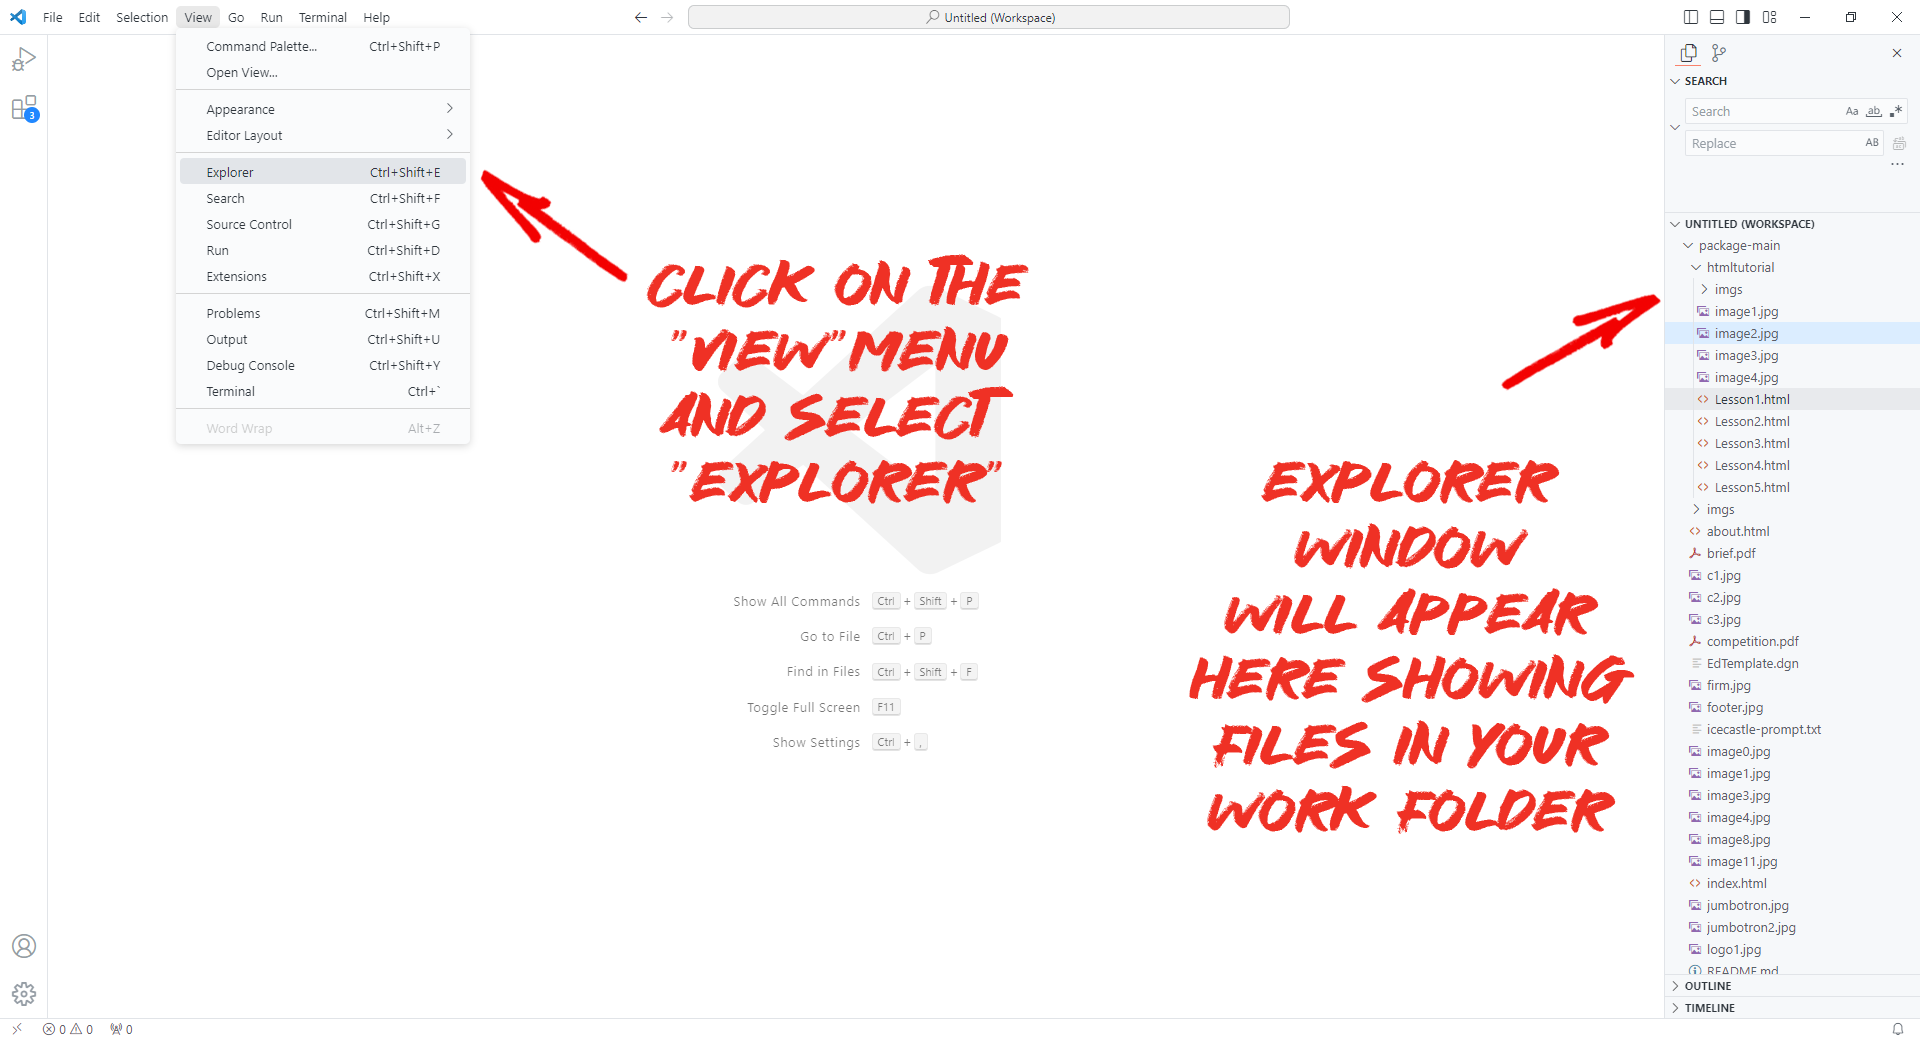 File Edit Selection View Go Run Terminal Help
Untitled (Workspace)
Command Palette... Ctrl+Shift+P
Open View...
Appearance
Editor Layout
Explorer Ctrl+Shift+E
Search Ctrl+Shift+F
Source Control Ctrl+Shift+G
Run Ctrl+Shift+D
Extensions Ctrl+Shift+X
Problems Ctrl+Shift+M
Output Ctrl+Shift+U
Debug Console Ctrl+Shift+Y
Terminal Ctrl+`
Word Wrap Alt+Z
3
CLICK ON THE
"VIEW" MENU
AND SELECT
"EXPLORER"
Show All Commands Ctrl + Shift + P
Go to File Ctrl + P
Find in Files Ctrl + Shift + F
Toggle Full Screen F11
Show Settings Ctrl + ,
EXPLORER
WINDOW
WILL APPEAR
HERE SHOWING
FILES IN YOUR
WORK FOLDER
SEARCH
Search Aa ab .*
Replace AB
...
UNTITLED (WORKSPACE)
package-main
htmltutorial
imgs
image1.jpg
image2.jpg
image3.jpg
image4.jpg
Lesson1.html
Lesson2.html
Lesson3.html
Lesson4.html
Lesson5.html
imgs
about.html
brief.pdf
c1.jpg
c2.jpg
c3.jpg
competition.pdf
EdTemplate.dgn
firm.jpg
footer.jpg
icecastle-prompt.txt
image0.jpg
image1.jpg
image3.jpg
image4.jpg
image8.jpg
image11.jpg
index.html
jumbotron.jpg
jumbotron2.jpg
logo1.jpg
README.md
OUTLINE
TIMELINE
0 0 0